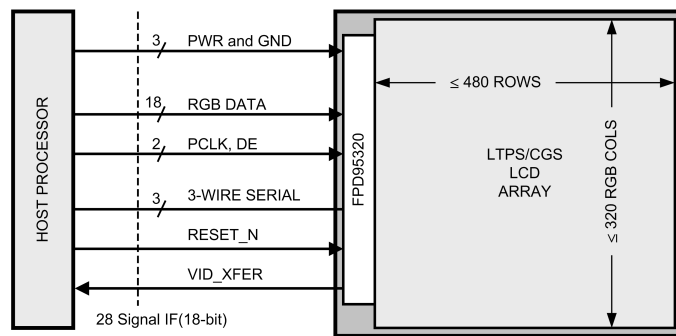 HOST PROCESSOR
3 PWR and GND
18 RGB DATA
2 PCLK, DE
3 3-WIRE SERIAL
RESET_N
VID_XFER
28 Signal IF(18-bit)
FPD95320
≤ 480 ROWS
LTPS/CGS
LCD
ARRAY
≤ 320 RGB COLS